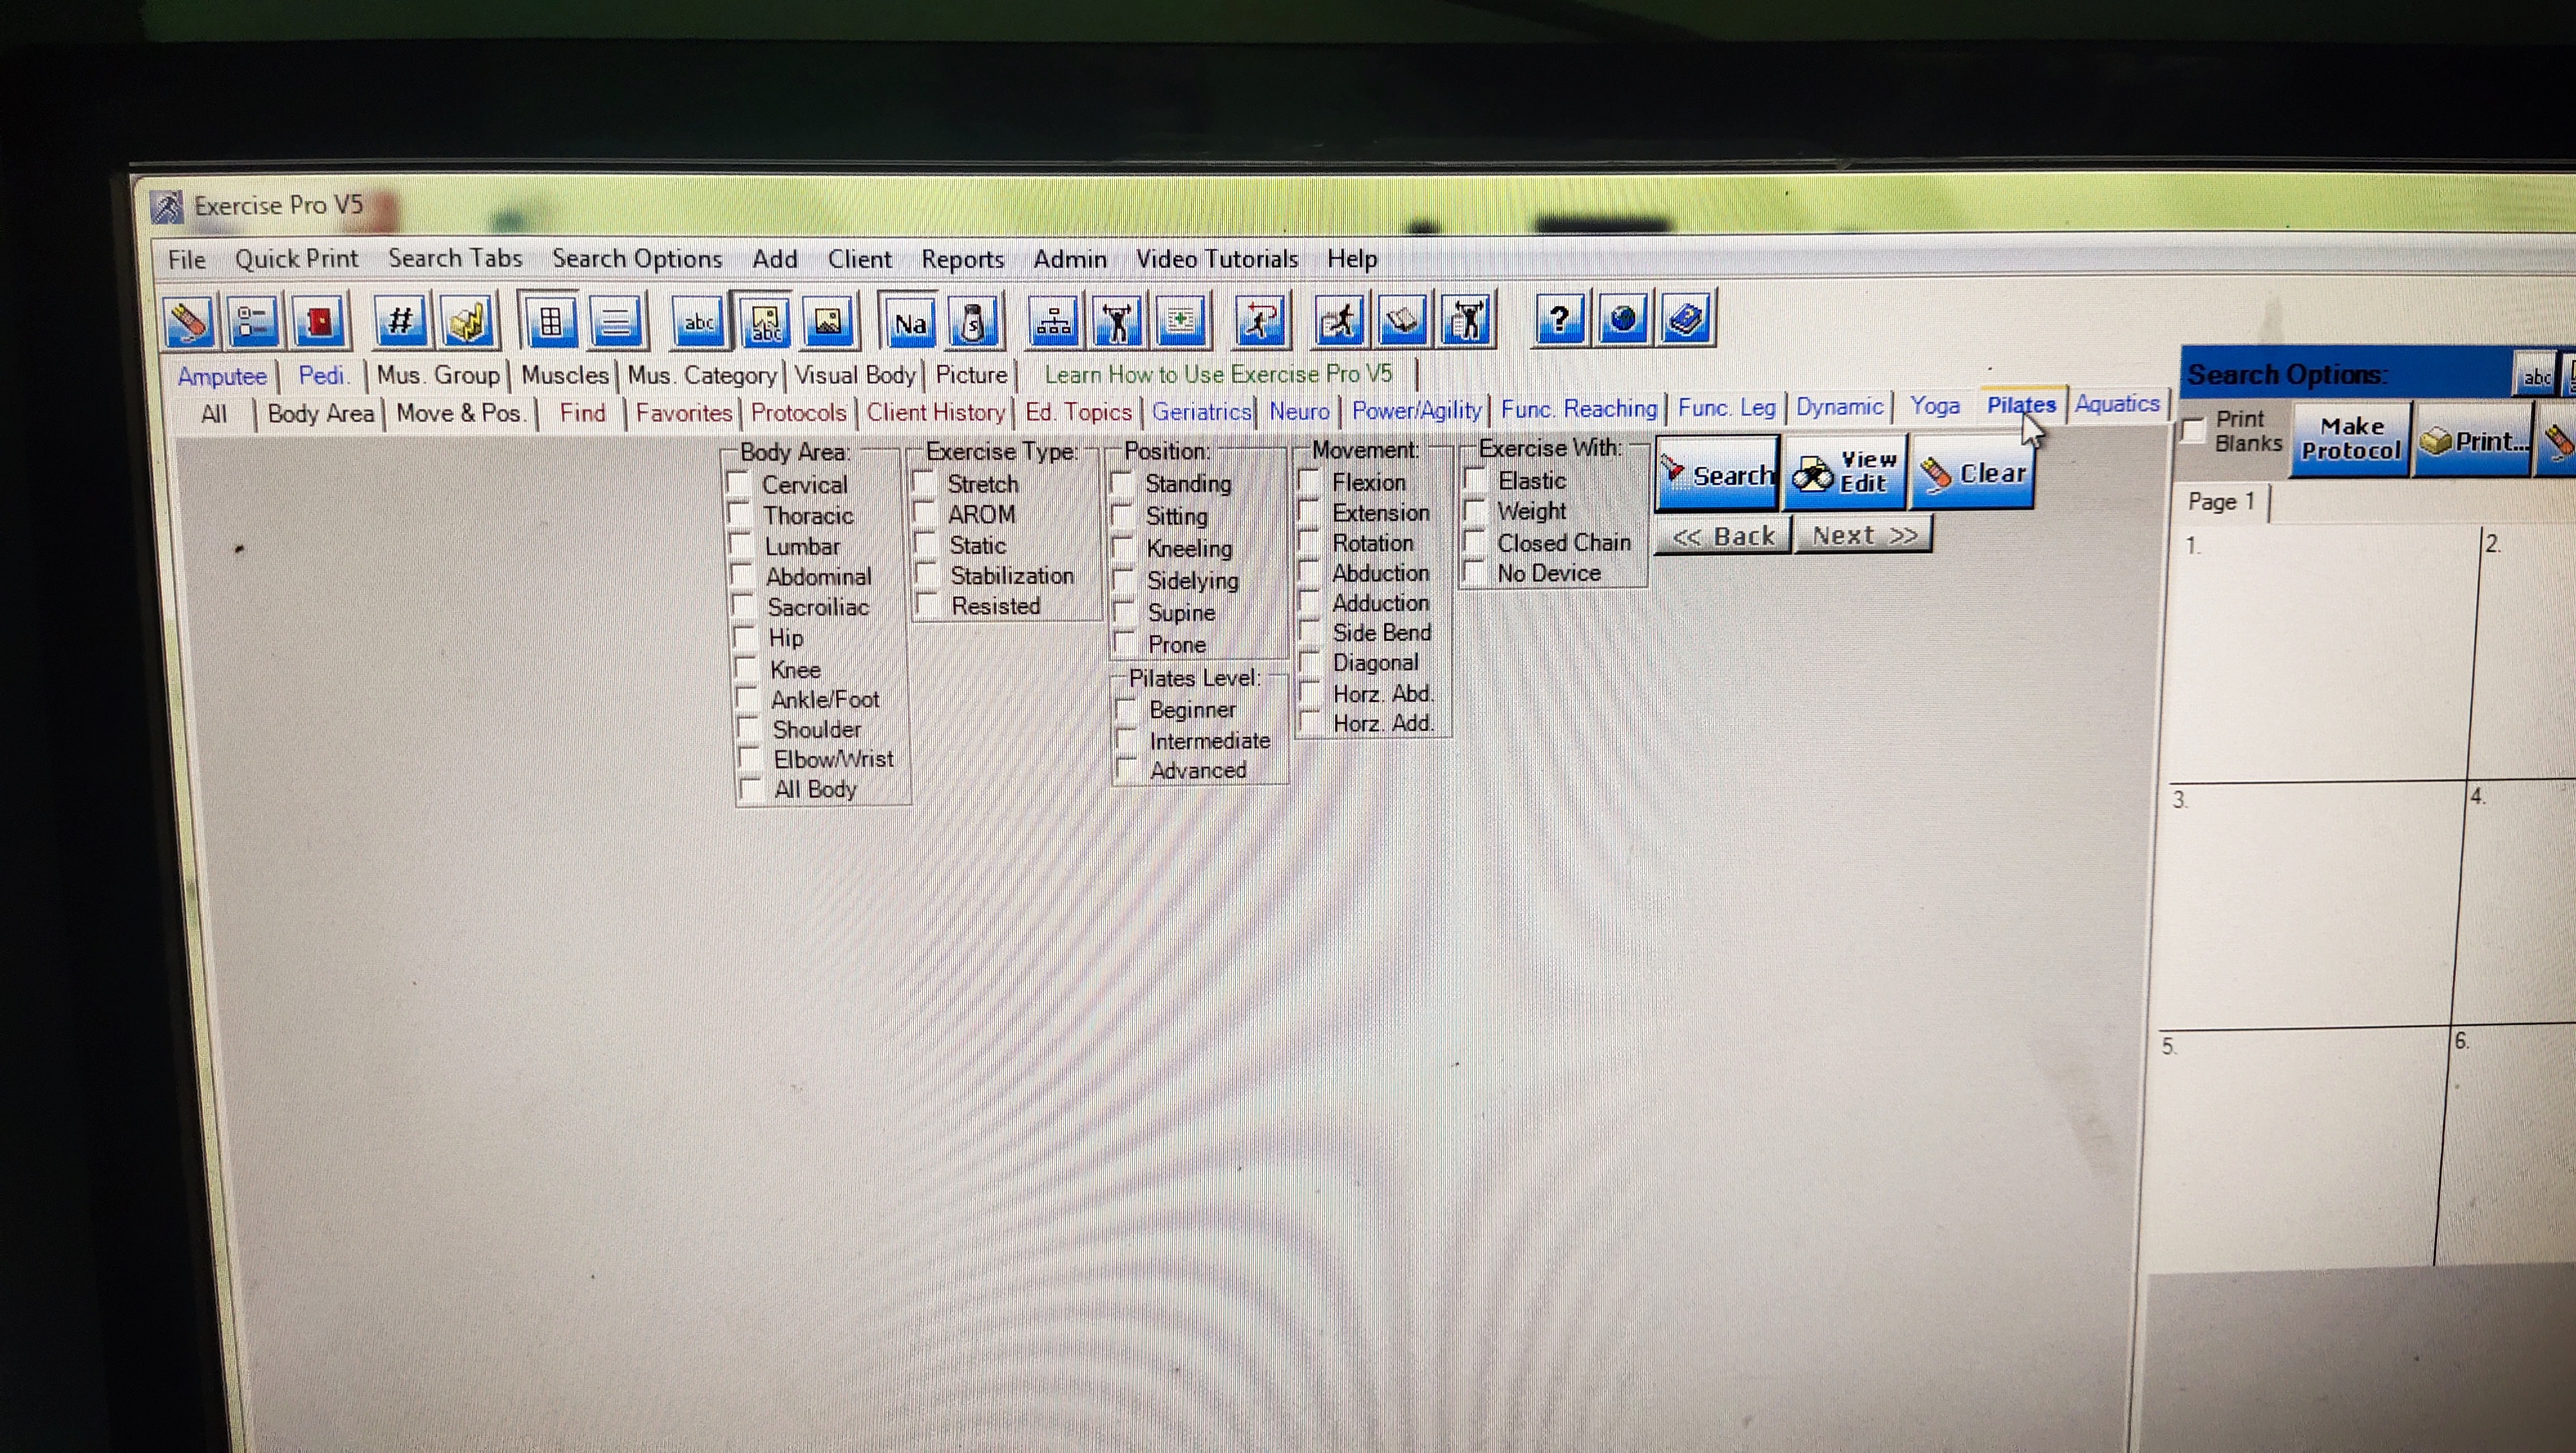 Exercise Pro V5
File Quick Print Search Tabs Search Options Add Client Reports Admin Video Tutorials Help
# abc abc Na ?
Amputee Pedi. Mus. Group Muscles Mus. Category Visual Body Picture Learn How to Use Exercise Pro V5
All Body Area Move & Pos. Find Favorites Protocols Client History Ed. Topics Geriatrics Neuro Power/Agility Func. Reaching Func. Leg Dynamic Yoga Pilates Aquatics
Body Area:
Cervical
Thoracic
Lumbar
Abdominal
Sacroiliac
Hip
Knee
Ankle/Foot
Shoulder
Elbow/Wrist
All Body
Exercise Type:
Stretch
AROM
Static
Stabilization
Resisted
Position:
Standing
Sitting
Kneeling
Sidelying
Supine
Prone
Pilates Level:
Beginner
Intermediate
Advanced
Movement:
Flexion
Extension
Rotation
Abduction
Adduction
Side Bend
Diagonal
Horz. Abd.
Horz. Add.
Exercise With:
Elastic
Weight
Closed Chain
No Device
Search
View
Edit
Clear
<< Back
Next >>
Search Options:
abc
Print
Blanks
Make
Protocol
Print...
Page 1
1.
2.
3.
4.
5.
6.